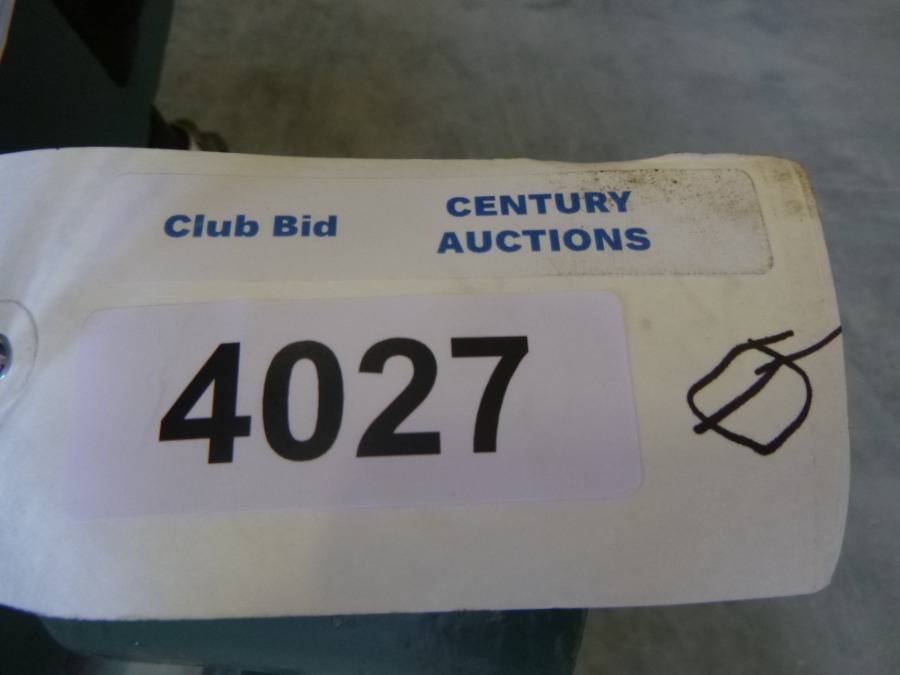 Club Bid
CENTURY
AUCTIONS
4027